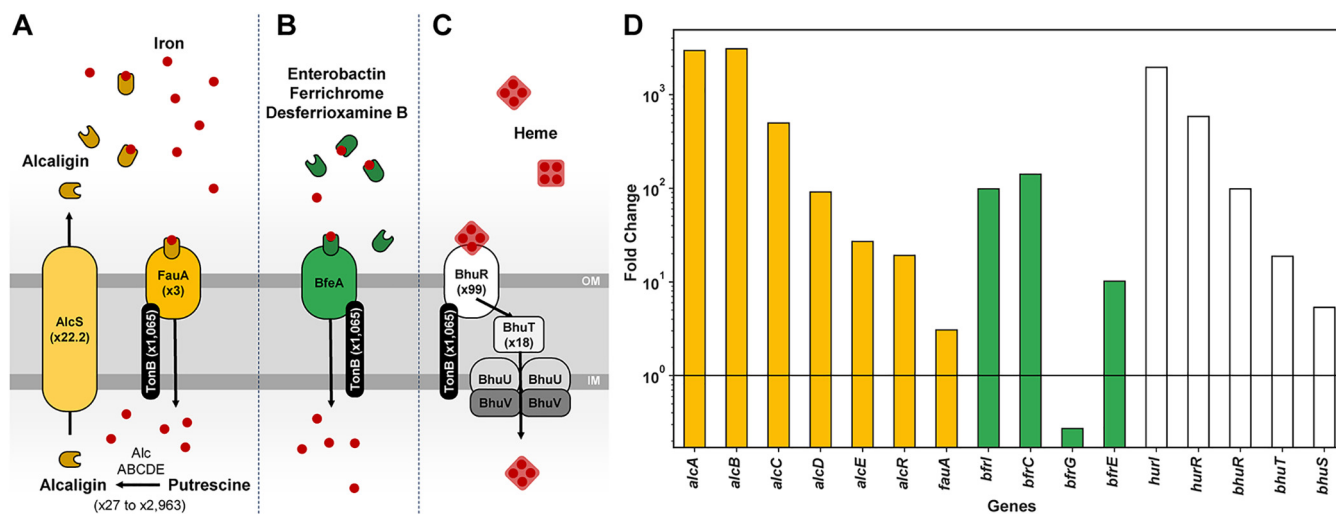 A
Iron
Alcaligin
AlcS
(x22.2)
FauA
(x3)
TonB (x1,065)
Alc
ABCDE
Alcaligin
Putrescine
(x27 to x2,963)
B
Enterobactin
Ferrichrome
Desferrioxamine B
BfeA
TonB (x1,065)
C
Heme
BhuR
(x99)
TonB (x1,065)
BhuT
(x18)
BhuU
BhuU
BhuV
BhuV
OM
IM
D
Fold Change
10³
10²
10¹
10⁰
alcA
alcB
alcC
alcD
alcE
alcR
fauA
bfrI
bfrC
bfrG
bfrE
hurI
hurR
bhuR
bhuT
bhuS
Genes